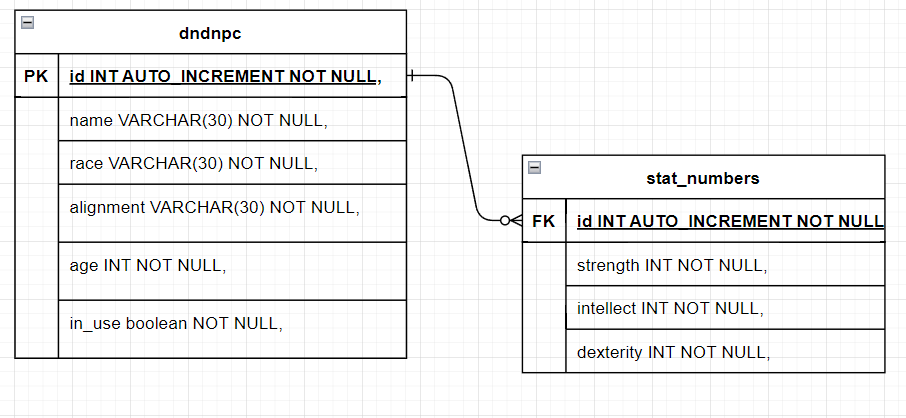 dndnpc
PK id INT AUTO_INCREMENT NOT NULL,
name VARCHAR(30) NOT NULL,
race VARCHAR(30) NOT NULL,
alignment VARCHAR(30) NOT NULL,
age INT NOT NULL,
in_use boolean NOT NULL,
stat_numbers
FK id INT AUTO_INCREMENT NOT NULL
strength INT NOT NULL,
intellect INT NOT NULL,
dexterity INT NOT NULL,